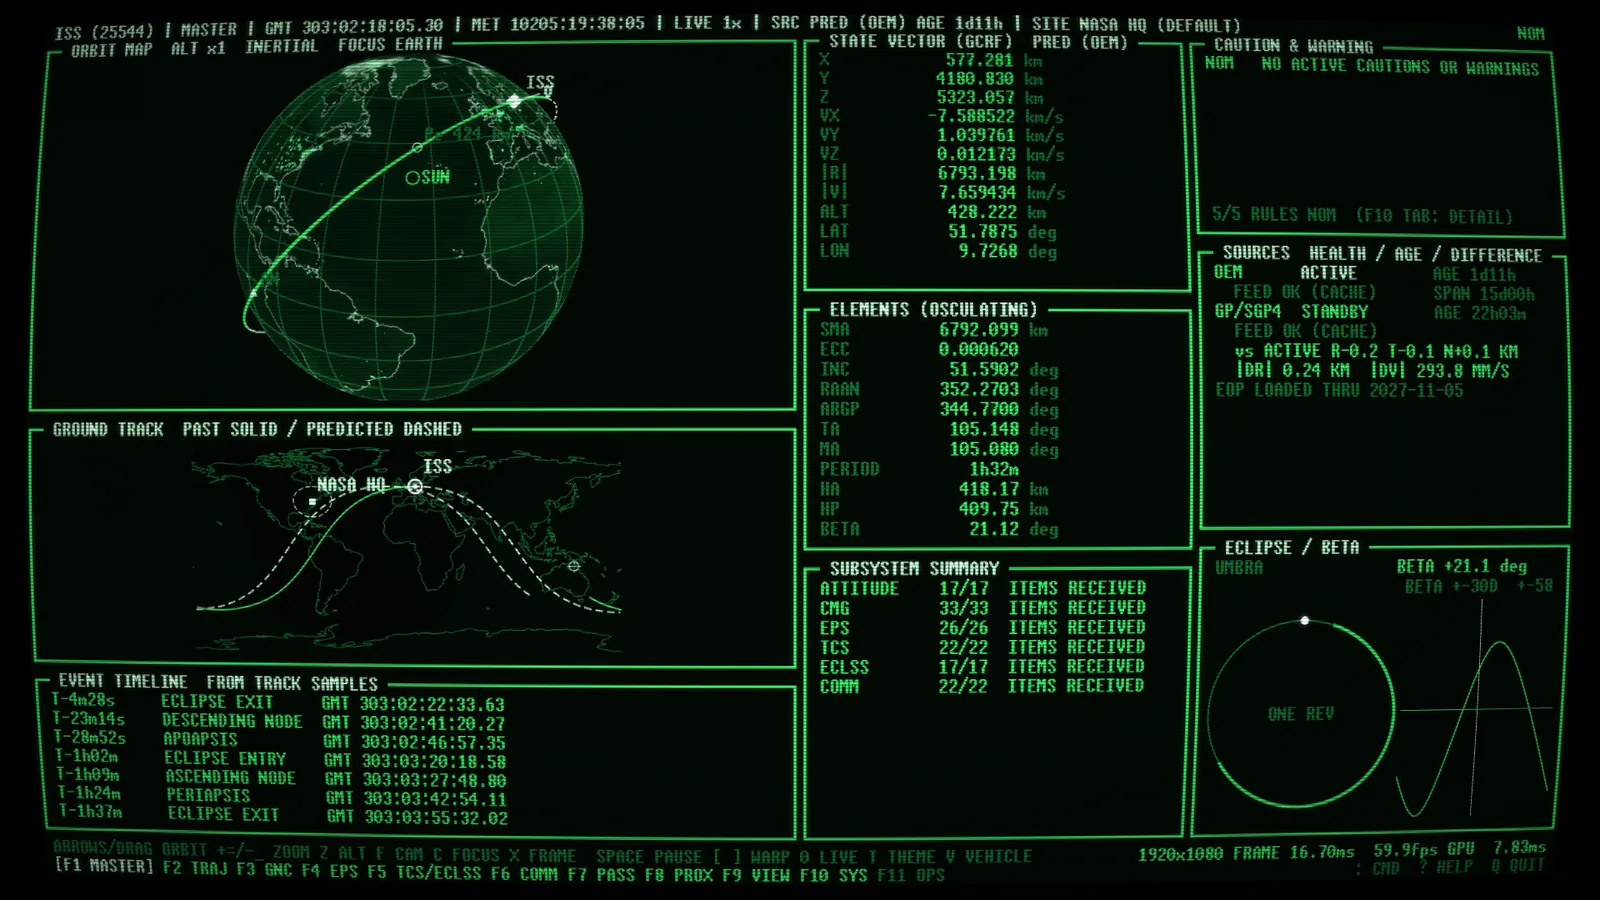 ISS (25544) | MASTER | GMT 303:02:18:05.30 | MET 10205:19:38:05 | LIVE 1x | SRC PRED (OEM) AGE 1d11h | SITE NASA HQ (DEFAULT)
NOM
ORBIT MAP ALT x1 INERTIAL FOCUS EARTH
ISS
SUN
GROUND TRACK PAST SOLID / PREDICTED DASHED
ISS
NASA HQ
EVENT TIMELINE FROM TRACK SAMPLES
T-4m28s ECLIPSE EXIT GMT 303:02:22:33.63
T-23m14s DESCENDING NODE GMT 303:02:41:20.27
T-28m52s APOAPSIS GMT 303:02:46:57.35
T-1h02m ECLIPSE ENTRY GMT 303:03:20:18.58
T-1h09m ASCENDING NODE GMT 303:03:27:48.80
T-1h24m PERIAPSIS GMT 303:03:42:54.11
T-1h37m ECLIPSE EXIT GMT 303:03:55:32.02
STATE VECTOR (GCRF) PRED (OEM)
X 577.281 km
Y 4180.830 km
Z 5323.057 km
VX -7.588522 km/s
VY 1.039761 km/s
VZ 0.012173 km/s
|R| 6793.198 km
|V| 7.659434 km/s
ALT 428.222 km
LAT 51.7875 deg
LON 9.7268 deg
ELEMENTS (OSCULATING)
SMA 6792.099 km
ECC 0.000620
INC 51.5902 deg
RAAN 352.2703 deg
ARGP 344.7700 deg
TA 105.148 deg
MA 105.080 deg
PERIOD 1h32m
HA 418.17 km
HP 409.75 km
BETA 21.12 deg
SUBSYSTEM SUMMARY
ATTITUDE 17/17 ITEMS RECEIVED
CMG 33/33 ITEMS RECEIVED
EPS 26/26 ITEMS RECEIVED
TCS 22/22 ITEMS RECEIVED
ECLSS 17/17 ITEMS RECEIVED
COMM 22/22 ITEMS RECEIVED
CAUTION & WARNING
NOM NO ACTIVE CAUTIONS OR WARNINGS
5/5 RULES NOM (F10 TAB: DETAIL)
SOURCES HEALTH / AGE / DIFFERENCE
OEM ACTIVE AGE 1d11h
FEED OK (CACHE) SPAN 15d00h
GP/SGP4 STANDBY AGE 22h03m
FEED OK (CACHE)
vs ACTIVE R-0.2 T-0.1 N+0.1 KM
|DR| 0.24 KM |DV| 293.8 MM/S
EOP LOADED THRU 2027-11-05
ECLIPSE / BETA
UMBRA BETA +21.1 deg
BETA +-30D +-58
ONE REV
ARROWS/DRAG ORBIT +=/-_ ZOOM Z ALT F CAM C FOCUS X FRAME SPACE PAUSE [ ] WARP 0 LIVE T THEME V VEHICLE
1920x1080 FRAME 16.70ms 59.9fps GPU 7.83ms
[F1 MASTER] F2 TRAJ F3 GNC F4 EPS F5 TCS/ECLSS F6 COMM F7 PASS F8 PROX F9 VIEW F10 SYS F11 OPS
: CMD ? HELP Q QUIT